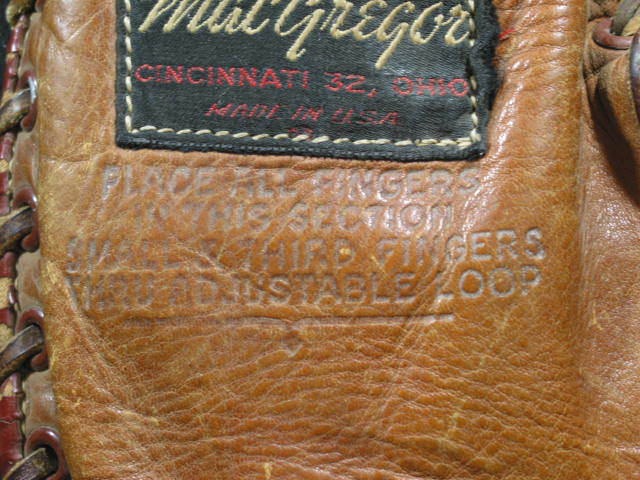 MacGregor
CINCINNATI 32, OHIO
MADE IN U.S.A.
PLACE ALL FINGERS
IN THIS SECTION
SMALL & THIRD FINGERS
THRU ADJUSTABLE LOOP